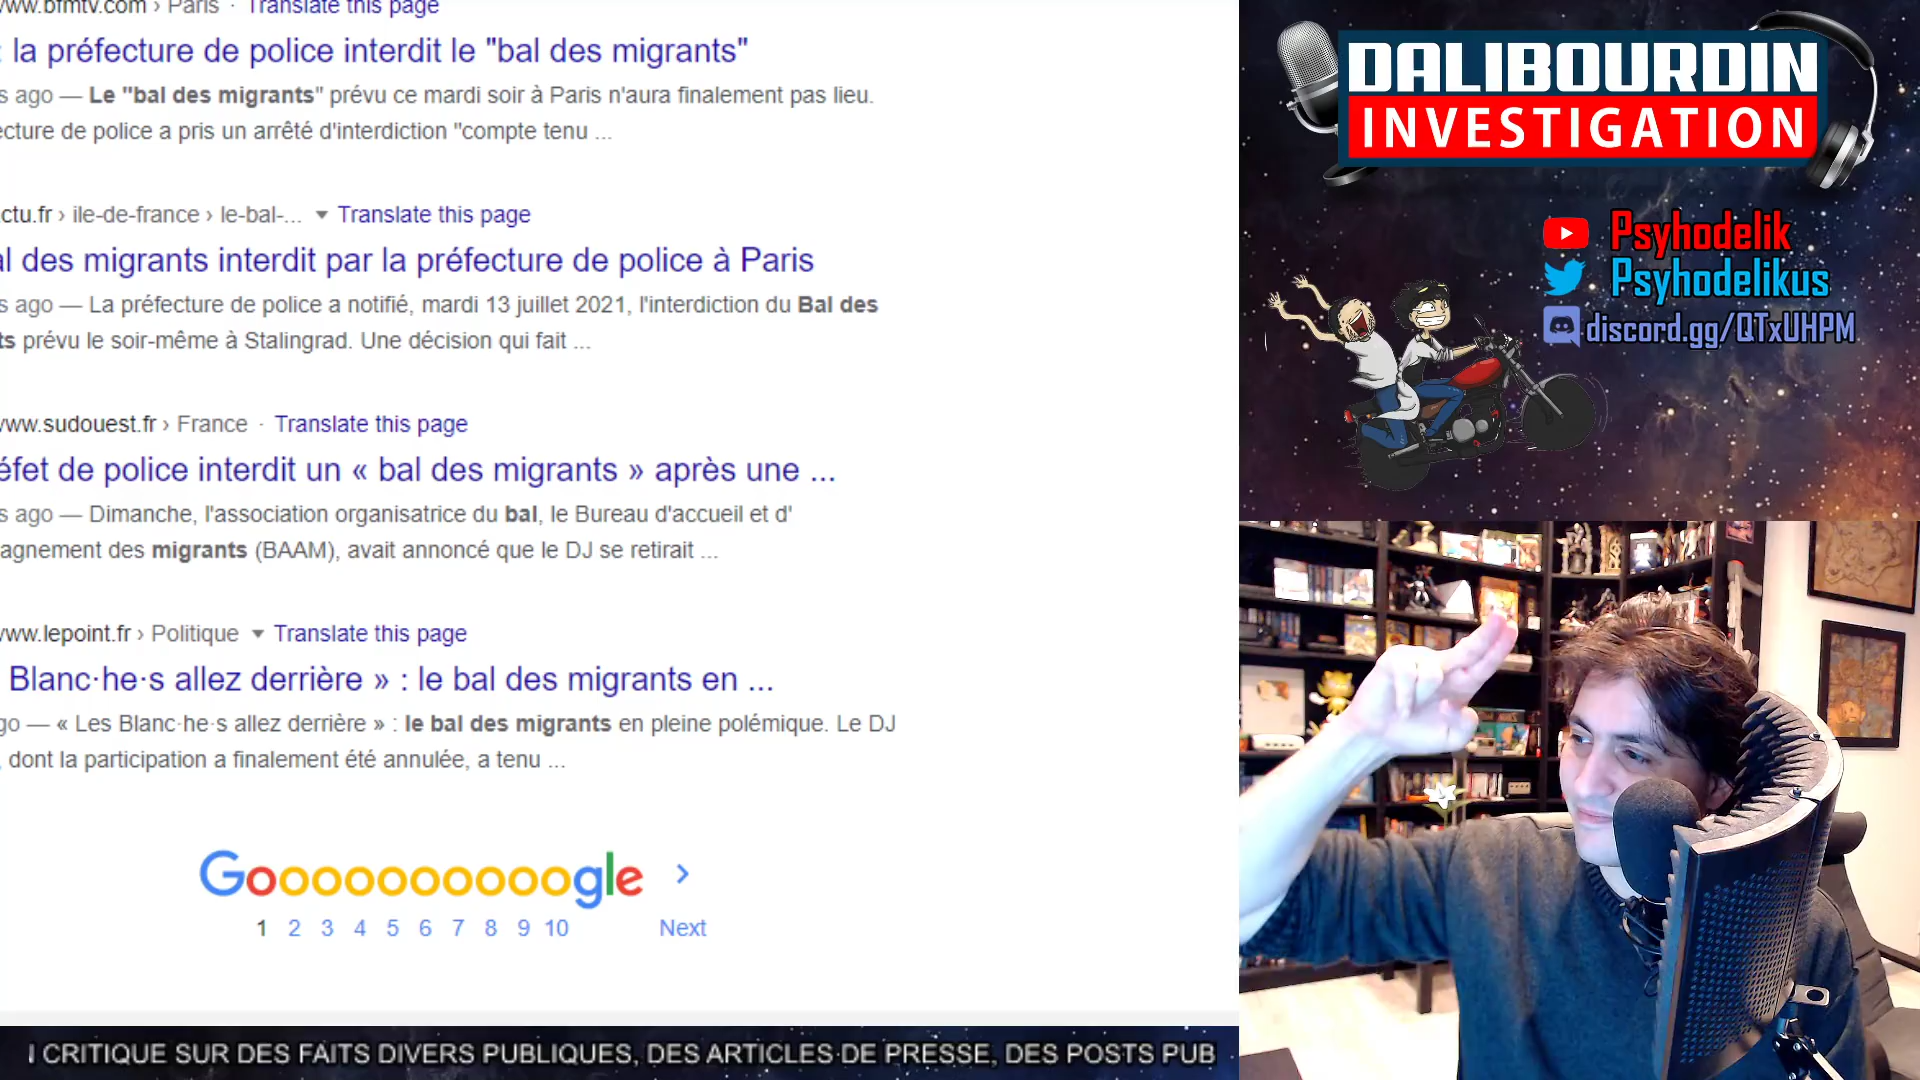 www.bfmtv.com › Paris · Translate this page
: la préfecture de police interdit le "bal des migrants"
s ago — Le "bal des migrants" prévu ce mardi soir à Paris n'aura finalement pas lieu.
ecture de police a pris un arrêté d'interdiction "compte tenu ...
ctu.fr › ile-de-france › le-bal-... ▼ Translate this page
al des migrants interdit par la préfecture de police à Paris
s ago — La préfecture de police a notifié, mardi 13 juillet 2021, l'interdiction du Bal des
ts prévu le soir-même à Stalingrad. Une décision qui fait ...
www.sudouest.fr › France · Translate this page
éfet de police interdit un « bal des migrants » après une ...
s ago — Dimanche, l'association organisatrice du bal, le Bureau d'accueil et d'
agnement des migrants (BAAM), avait annoncé que le DJ se retirait ...
www.lepoint.fr › Politique ▼ Translate this page
Blanc·he·s allez derrière » : le bal des migrants en ...
go — « Les Blanc·he·s allez derrière » : le bal des migrants en pleine polémique. Le DJ
, dont la participation a finalement été annulée, a tenu ...
Goooooooooogle >
1 2 3 4 5 6 7 8 9 10 Next
CRITIQUE SUR DES FAITS DIVERS PUBLIQUES, DES ARTICLES DE PRESSE, DES POSTS PUB
DALIBOURDIN
INVESTIGATION
Psyhodelik
Psyhodelikus
discord.gg/QTxUHPM